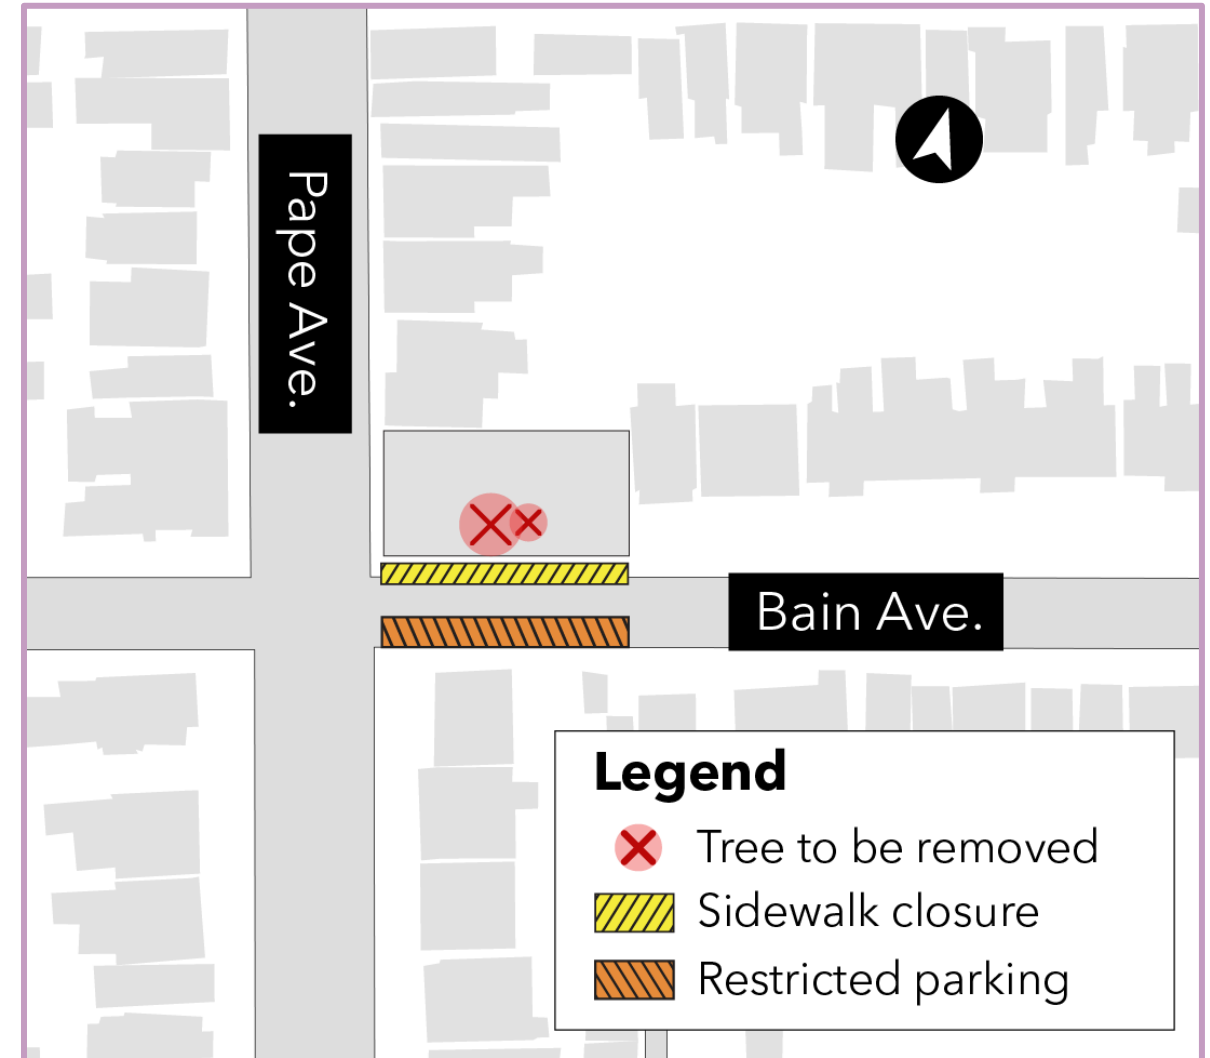 Pape Ave.
Bain Ave.
Legend
Tree to be removed
Sidewalk closure
Restricted parking